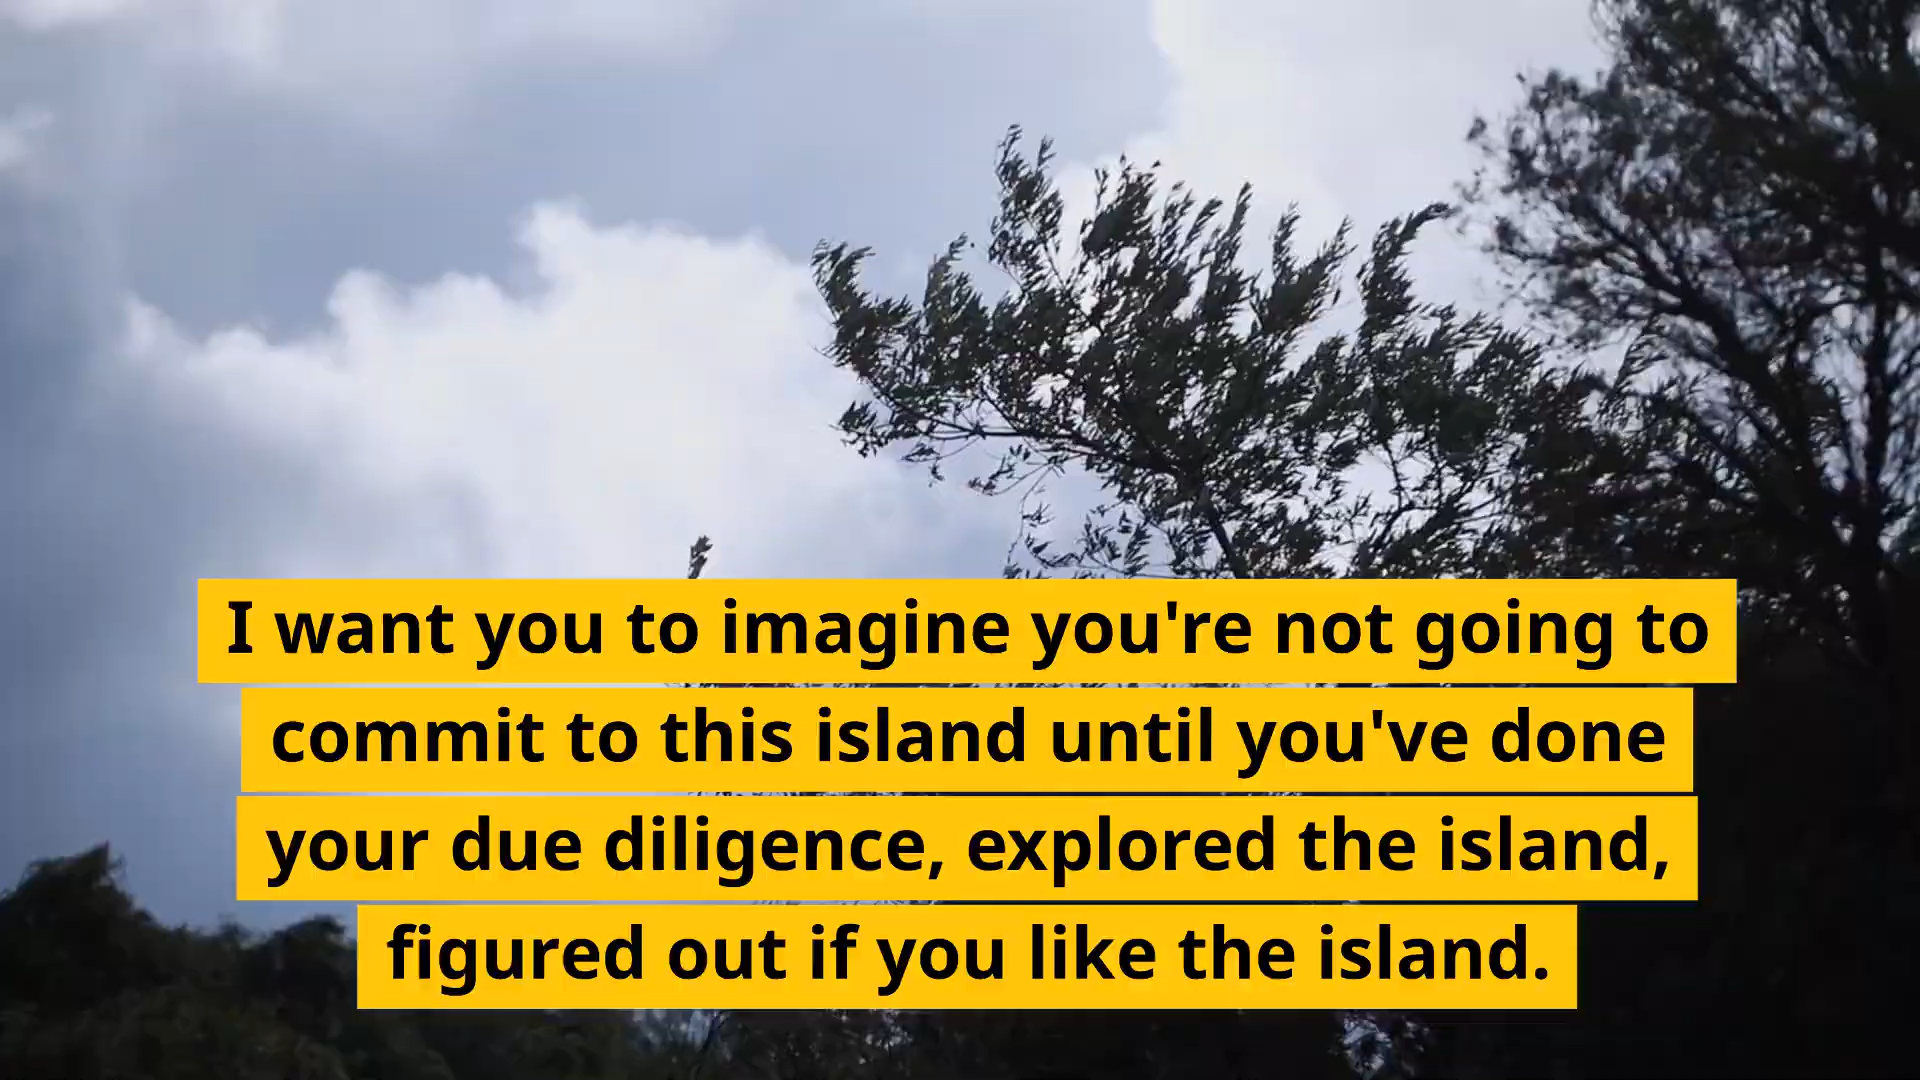 I want you to imagine you're not going to
commit to this island until you've done
your due diligence, explored the island,
figured out if you like the island.